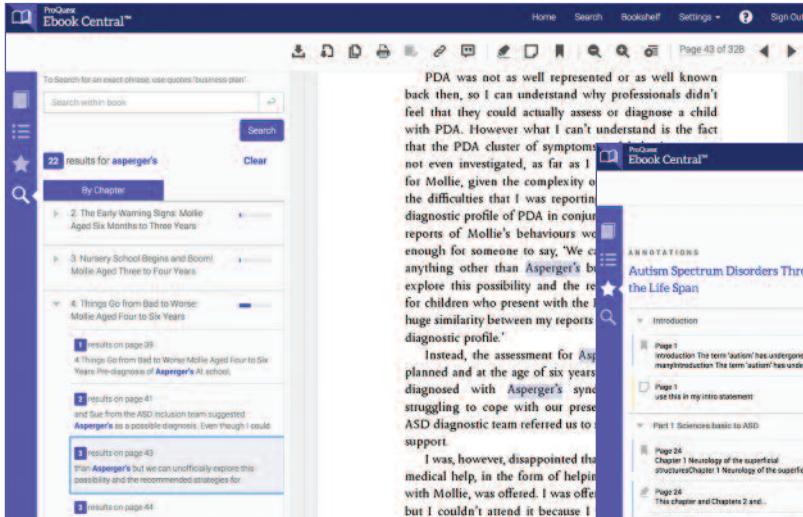 ProQuest
Ebook Central™
Home Search Bookshelf Settings Sign Out
Page 43 of 328
To Search for an exact phrase, use quotes 'business plan'
Search within book
Search
22 results for asperger's Clear
By Chapter
2. The Early Warning Signs: Mollie
Aged Six Months to Three Years
3. Nursery School Begins and Boom!
Mollie Aged Three to Four Years
4. Things Go from Bad to Worse:
Mollie Aged Four to Six Years
1 results on page 39
4 Things Go from Bad to Worse Mollie Aged Four to Six
Years Pre-diagnosis of Asperger's At school,
2 results on page 41
and Sue from the ASD inclusion team suggested
Asperger's as a possible diagnosis. Even though I could
3 results on page 43
than Asperger's but we can unofficially explore this
possibility and the recommended strategies for
3 results on page 44
PDA was not as well represented or as well known
back then, so I can understand why professionals didn't
feel that they could actually assess or diagnose a child
with PDA. However what I can't understand is the fact
that the PDA cluster of symptoms
not even investigated, as far as I
for Mollie, given the complexity o
the difficulties that I was reportin
diagnostic profile of PDA in conjun
reports of Mollie's behaviours wo
enough for someone to say, 'We ca
anything other than Asperger's bu
explore this possibility and the re
for children who present with the
huge similarity between my reports
diagnostic profile.'
Instead, the assessment for Asp
planned and at the age of six years
diagnosed with Asperger's synd
struggling to cope with our prese
ASD diagnostic team referred us to
support.
I was, however, disappointed tha
medical help, in the form of helpin
with Mollie, was offered. I was offer
but I couldn't attend it because I
ProQuest
Ebook Central™
ANNOTATIONS
Autism Spectrum Disorders Thro
the Life Span
Introduction
Page 1
introduction The term 'autism' has undergone
manyIntroduction The term 'autism' has unde
Page 1
use this in my intro statement
Part 1 Sciences basic to ASD
Page 24
Chapter 1 Neurology of the superficial
structuresChapter 1 Neurology of the superfic
Page 24
This chapter and Chapters 2 and...